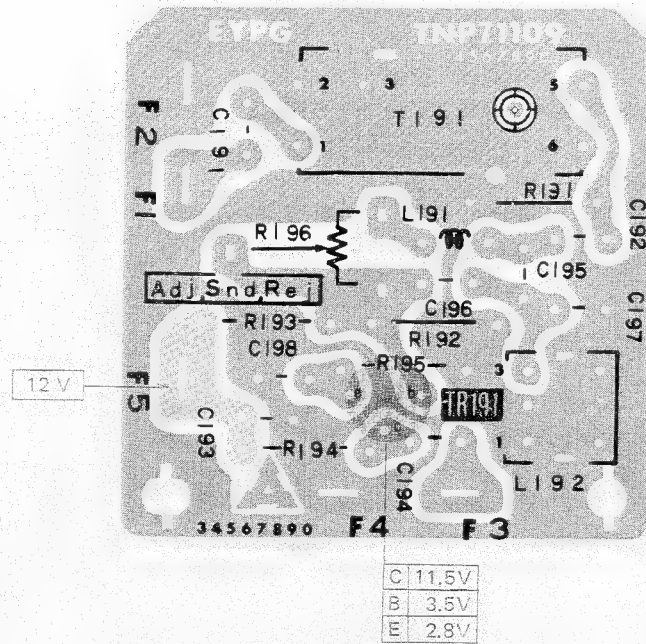 EYPG TNP71109
2 3 5
F2 C191 T191
1 6
F1 R191
L191 C192
R196
C195
Adj. Snd. Rej
C196 C197
R193
R192
C198
R195
3
12 V
F5 TR191
C193 1
R194
C194 L192
34567890 F4 F3
C 11.5V
B 3.5V
E 2.8V